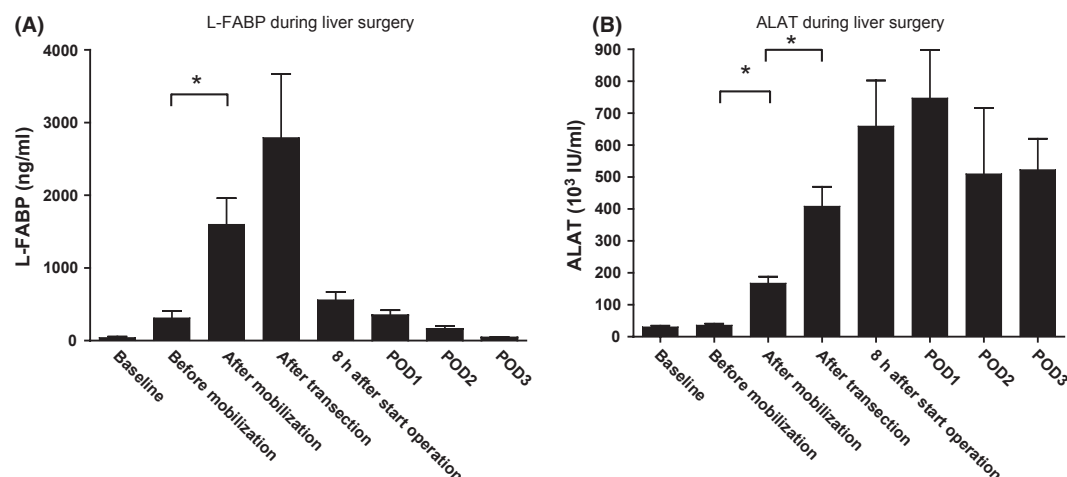 (A)
L-FABP during liver surgery
L-FABP (ng/ml)
4000
3000
2000
1000
0
*
Baseline
Before mobilization
After mobilization
After transection
8 h after start operation
POD1
POD2
POD3
(B)
ALAT during liver surgery
ALAT (10³ IU/ml)
900
800
700
600
500
400
300
200
100
0
*
*
Baseline
Before mobilization
After mobilization
After transection
8 h after start operation
POD1
POD2
POD3